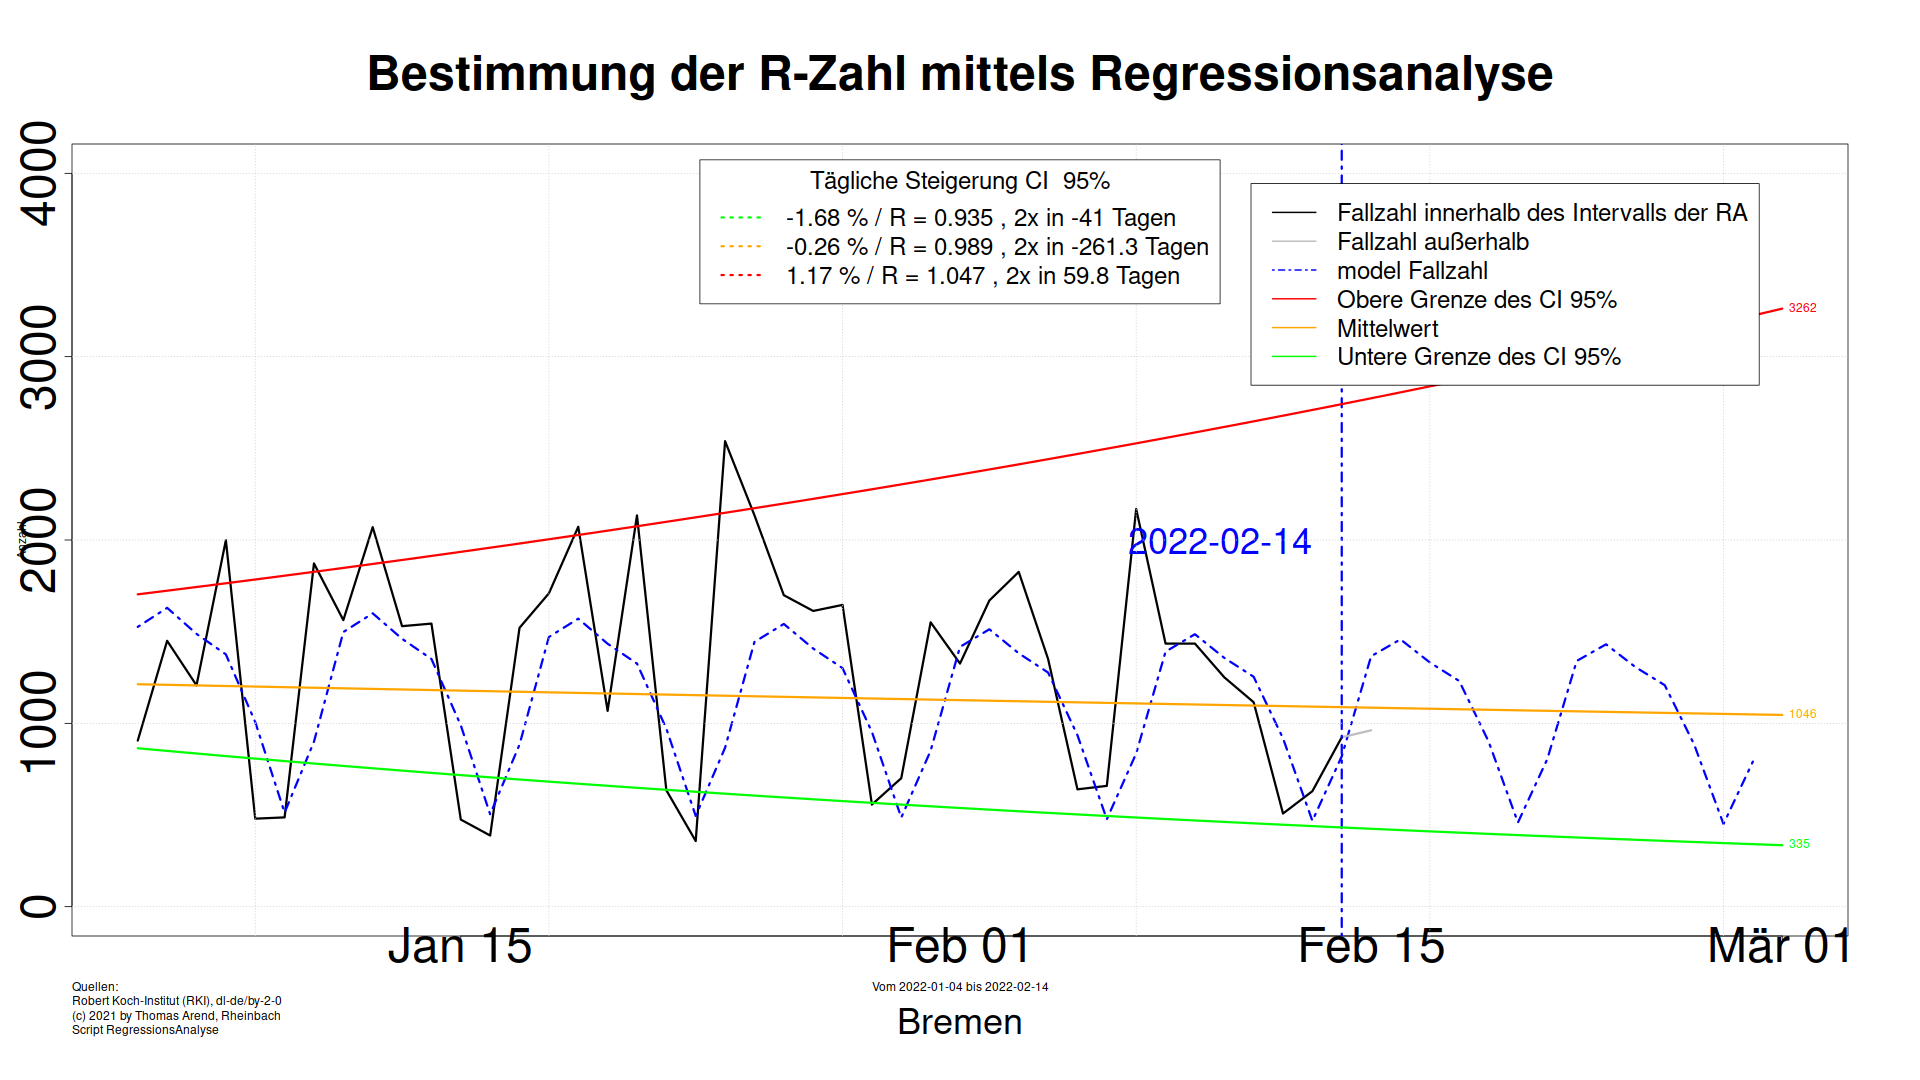 Bestimmung der R-Zahl mittels Regressionsanalyse
Tägliche Steigerung CI  95%
-1.68 % / R = 0.935 , 2x in -41 Tagen
-0.26 % / R = 0.989 , 2x in -261.3 Tagen
1.17 % / R = 1.047 , 2x in 59.8 Tagen
Fallzahl innerhalb des Intervalls der RA
Fallzahl außerhalb
model Fallzahl
Obere Grenze des CI 95%
Mittelwert
Untere Grenze des CI 95%
4000
3000
2000
1000
0
Anzahl
2022-02-14
3262
1046
335
Jan 15
Feb 01
Feb 15
Mär 01
Quellen:
Robert Koch-Institut (RKI), dl-de/by-2-0
(c) 2021 by Thomas Arend, Rheinbach
Script RegressionsAnalyse
Vom 2022-01-04 bis 2022-02-14
Bremen